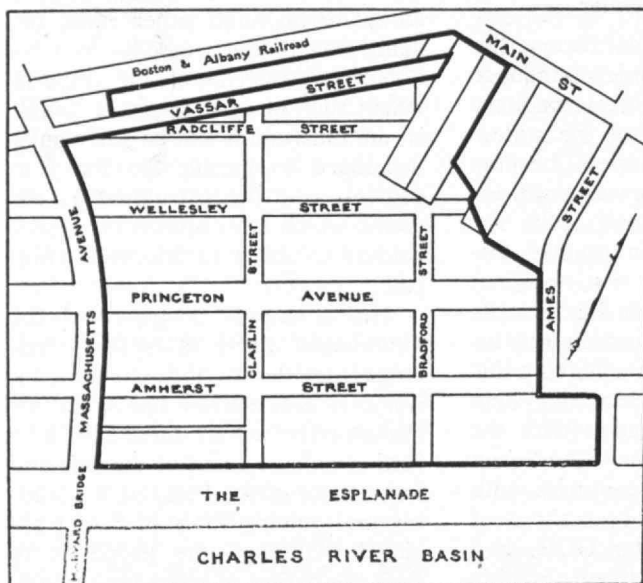 Boston & Albany Railroad
MAIN ST
VASSAR STREET
RADCLIFFE STREET
STREET
AVENUE
WELLESLEY STREET
STREET
STREET
PRINCETON AVENUE
AMES
MASSACHUSETTS
CLAFLIN
BRADFORD
AMHERST STREET
HARVARD BRIDGE
THE ESPLANADE
CHARLES RIVER BASIN